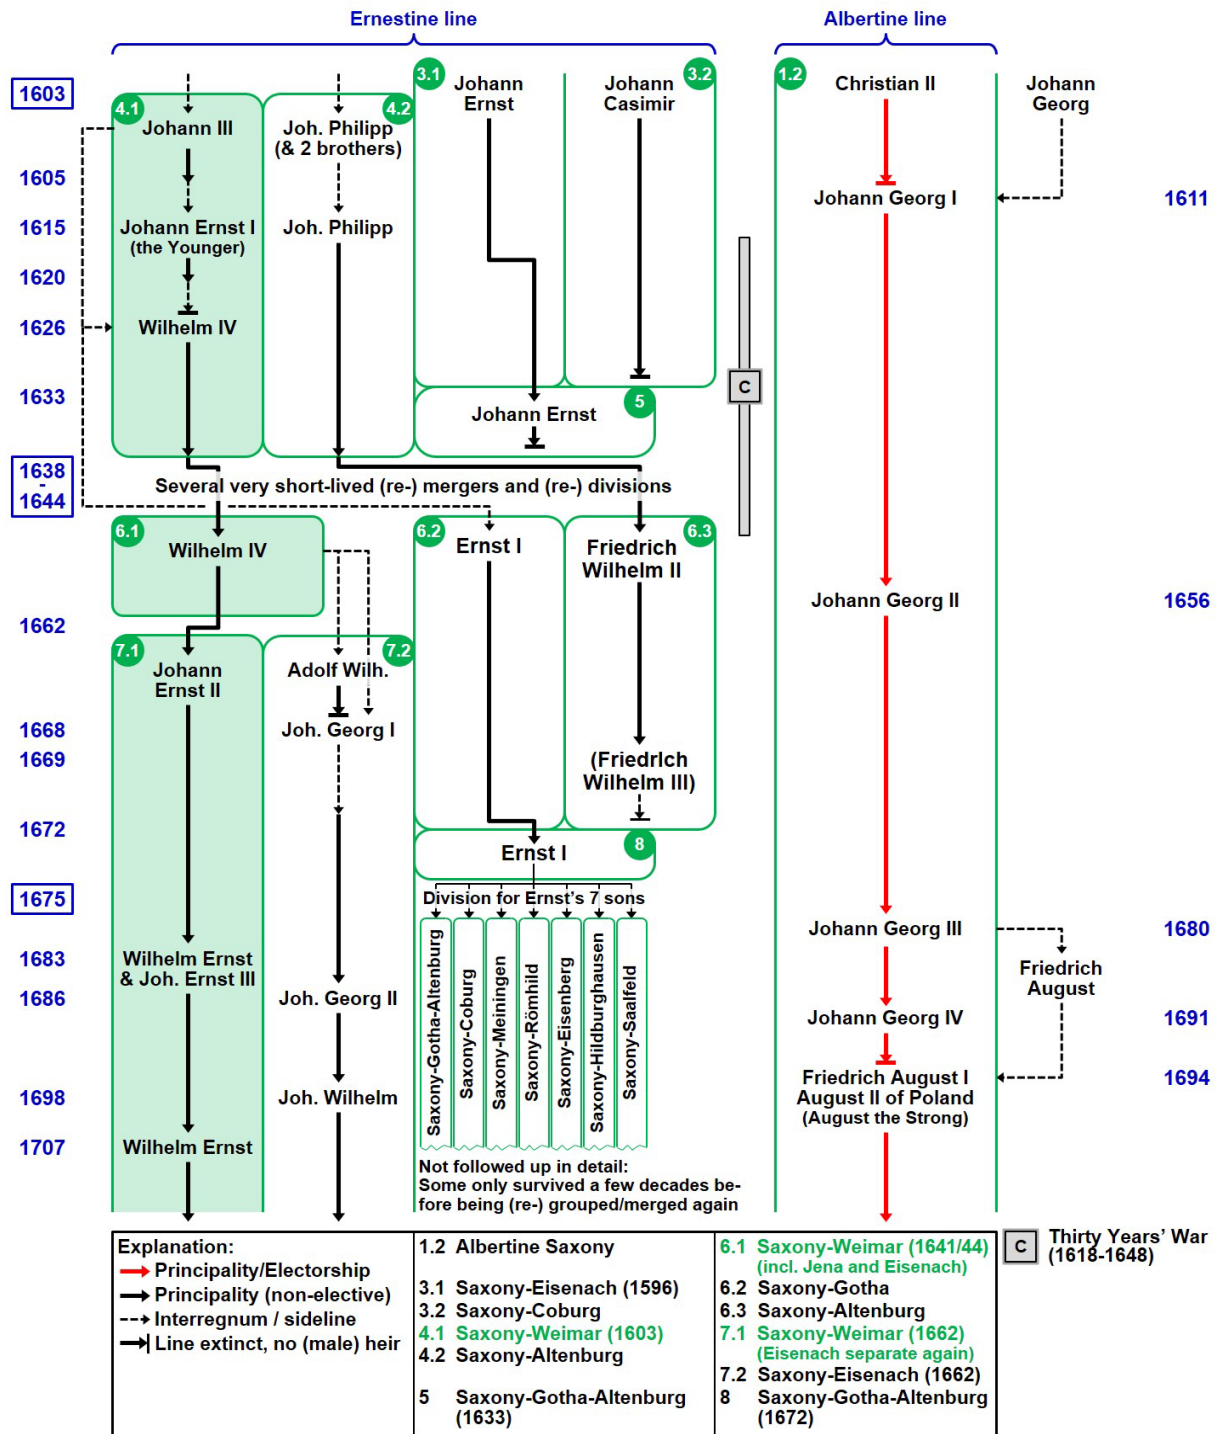 Ernestine line
Albertine line
3.1
3.2
1.2
1603
4.1
4.2
Johann
Ernst
Johann
Casimir
Christian II
Johann
Georg
Johann III
Joh. Philipp
(& 2 brothers)
1605
Johann Georg I
1611
1615
Johann Ernst I
(the Younger)
Joh. Philipp
1620
1626
Wilhelm IV
1633
5
C
Johann Ernst
1638
-
1644
Several very short-lived (re-) mergers and (re-) divisions
6.1
6.2
6.3
Wilhelm IV
Ernst I
Friedrich
Wilhelm II
Johann Georg II
1656
1662
7.1
7.2
Johann
Ernst II
Adolf Wilh.
1668
Joh. Georg I
1669
(FriedrIch
Wilhelm III)
1672
8
Ernst I
1675
Division for Ernst's 7 sons
Saxony-Gotha-Altenburg
Saxony-Coburg
Saxony-Meiningen
Saxony-Römhild
Saxony-Eisenberg
Saxony-Hildburghausen
Saxony-Saalfeld
Johann Georg III
1680
1683
Wilhelm Ernst
& Joh. Ernst III
Friedrich
August
1686
Joh. Georg II
Johann Georg IV
1691
Friedrich August I
August II of Poland
(August the Strong)
1694
1698
Joh. Wilhelm
1707
Wilhelm Ernst
Not followed up in detail:
Some only survived a few decades be-
fore being (re-) grouped/merged again
Explanation:
Principality/Electorship
Principality (non-elective)
Interregnum / sideline
Line extinct, no (male) heir
1.2 Albertine Saxony
3.1 Saxony-Eisenach (1596)
3.2 Saxony-Coburg
4.1 Saxony-Weimar (1603)
4.2 Saxony-Altenburg
5 Saxony-Gotha-Altenburg
(1633)
6.1 Saxony-Weimar (1641/44)
(incl. Jena and Eisenach)
6.2 Saxony-Gotha
6.3 Saxony-Altenburg
7.1 Saxony-Weimar (1662)
(Eisenach separate again)
7.2 Saxony-Eisenach (1662)
8 Saxony-Gotha-Altenburg
(1672)
C Thirty Years' War
(1618-1648)